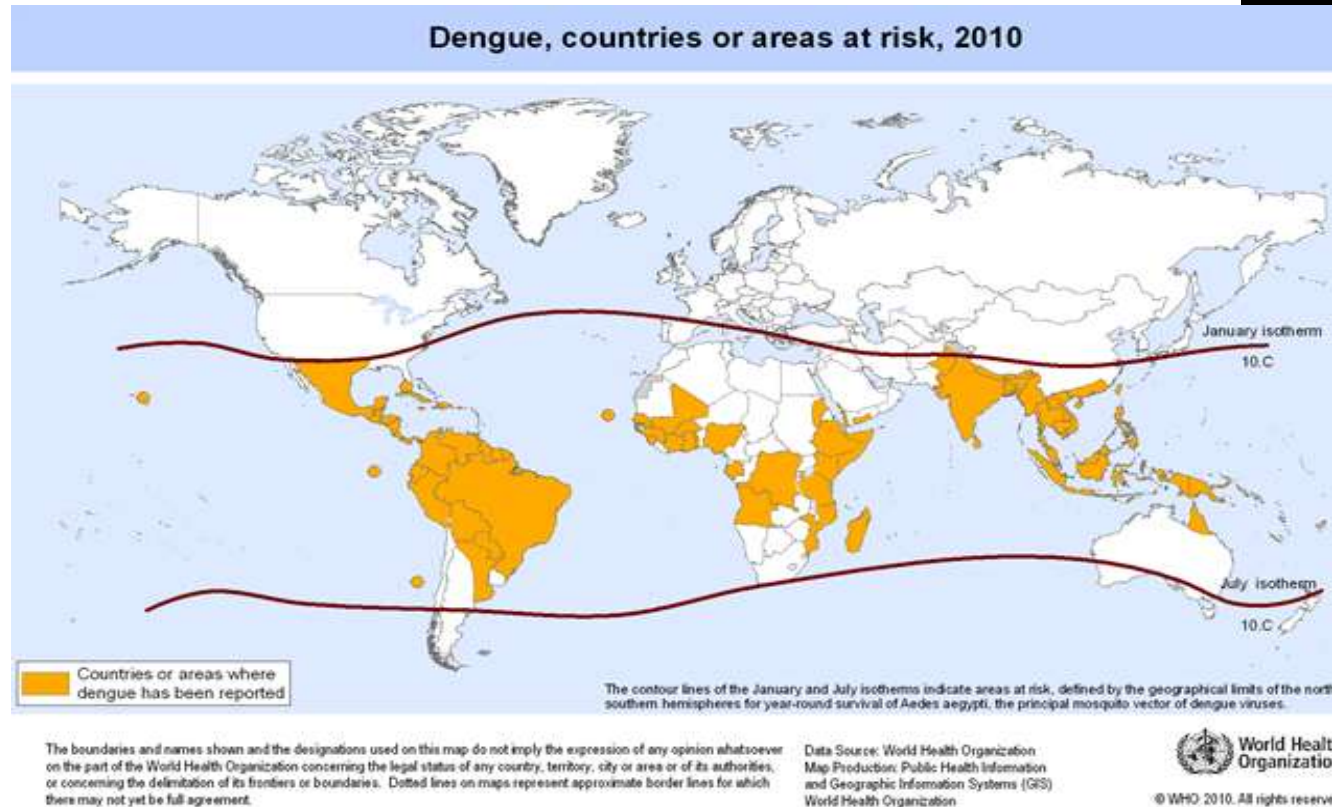 Dengue, countries or areas at risk, 2010
January isotherm
10.C
July isotherm
10.C
Countries or areas where
dengue has been reported
The contour lines of the January and July isotherms indicate areas at risk, defined by the geographical limits of the north
southern hemispheres for year-round survival of Aedes aegypti, the principal mosquito vector of dengue viruses.
The boundaries and names shown and the designations used on this map do not imply the expression of any opinion whatsoever
on the part of the World Health Organization concerning the legal status of any country, territory, city or area or of its authorities,
or concerning the delimitation of its frontiers or boundaries. Dotted lines on maps represent approximate border lines for which
there may not yet be full agreement.
Data Source: World Health Organization
Map Production: Public Health Information
and Geographic Information Systems (GIS)
World Health Organization
World Healt
Organizatio
© WHO 2010. All rights reserve